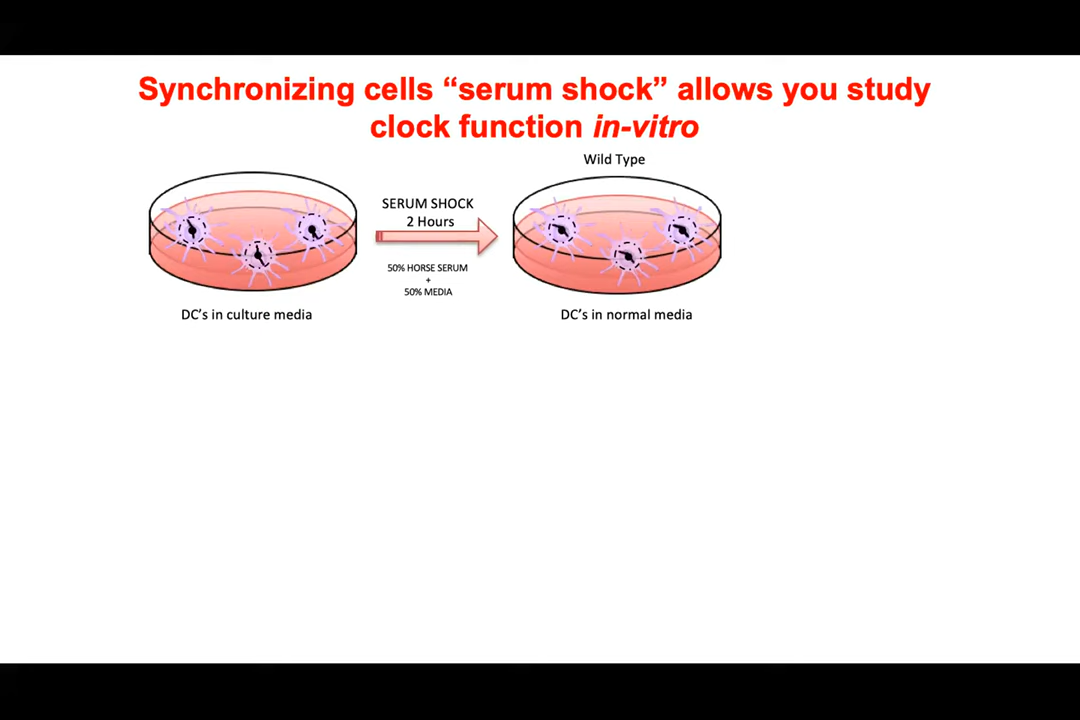 Synchronizing cells “serum shock” allows you study
clock function in-vitro
Wild Type
SERUM SHOCK
2 Hours
50% HORSE SERUM
+
50% MEDIA
DC’s in culture media
DC’s in normal media